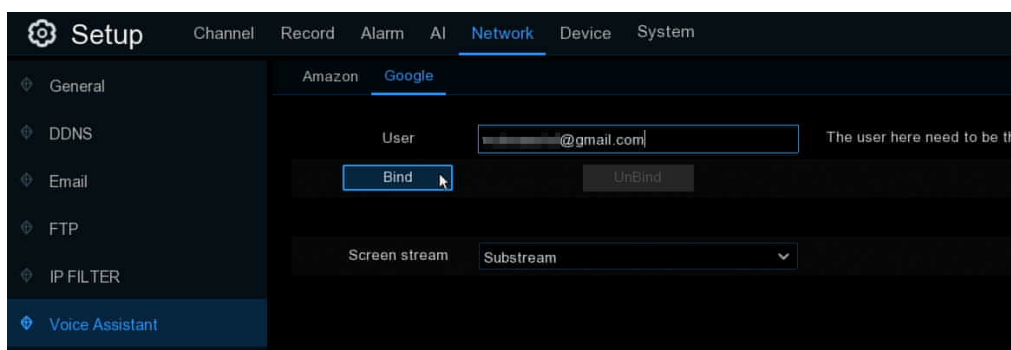 Setup Channel Record Alarm AI Network Device System
Amazon Google
General
DDNS
User @gmail.com The user here need to be
Email
Bind UnBind
FTP
Screen stream Substream
IP FILTER
Voice Assistant